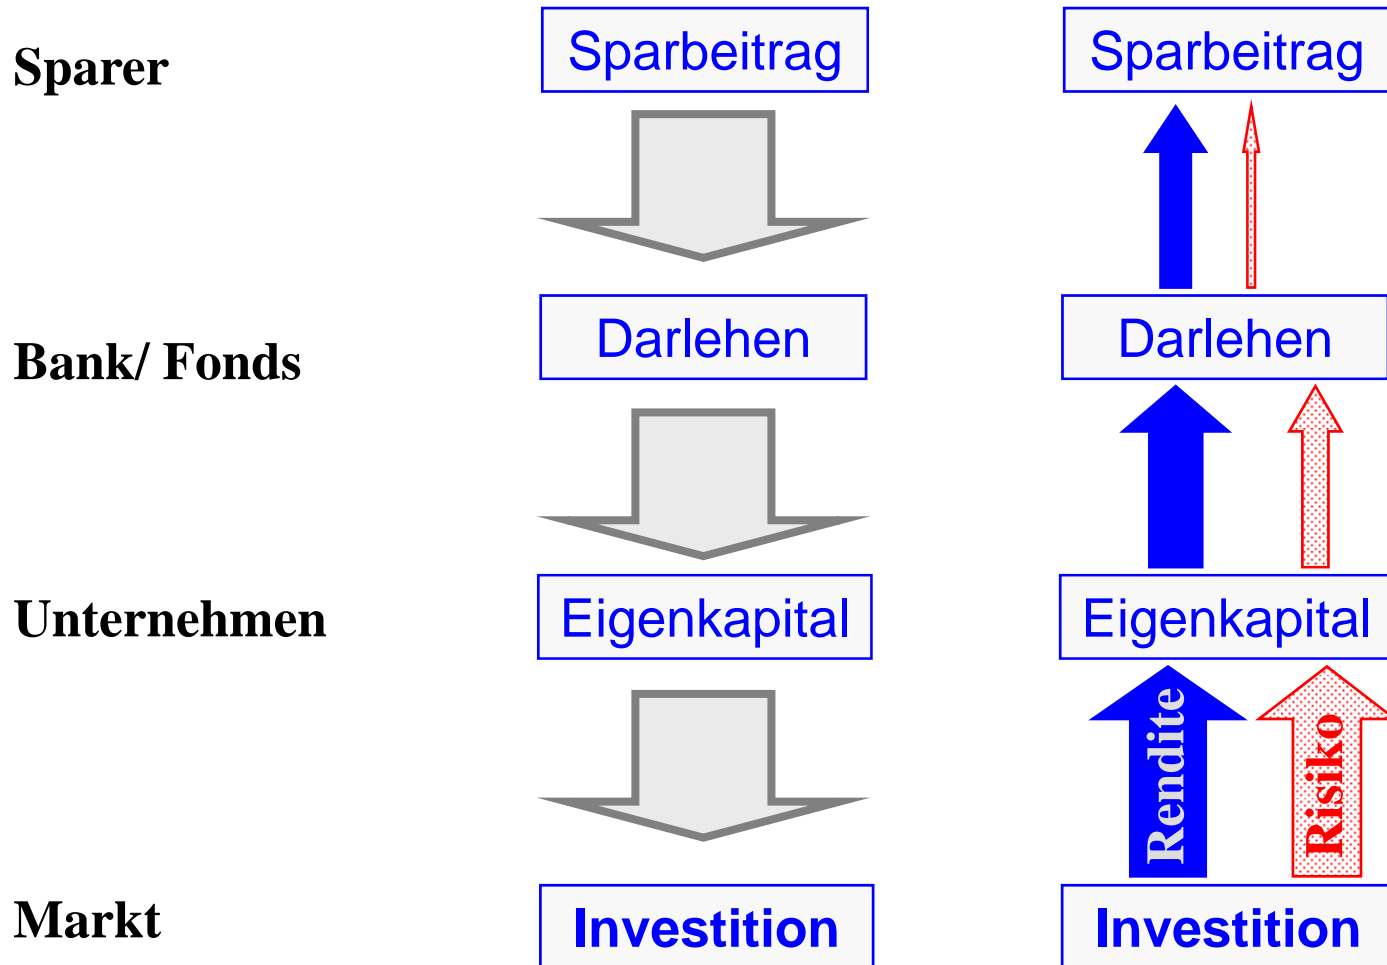 Sparer
Sparbeitrag
Sparbeitrag
Bank/ Fonds
Darlehen
Darlehen
Unternehmen
Eigenkapital
Eigenkapital
Rendite
Risiko
Markt
Investition
Investition